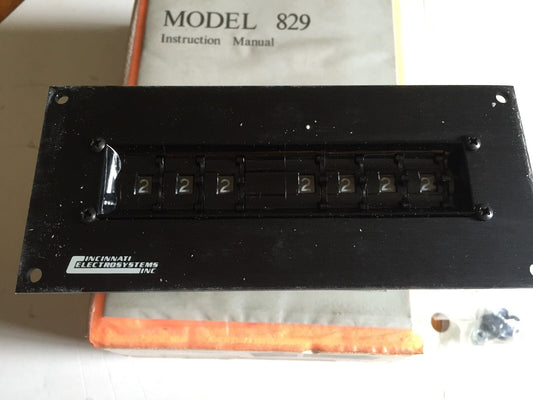 MODEL 829
Instruction Manual
2 2 2 2 2 2 2
CINCINNATI
ELECTROSYSTEMS
INC